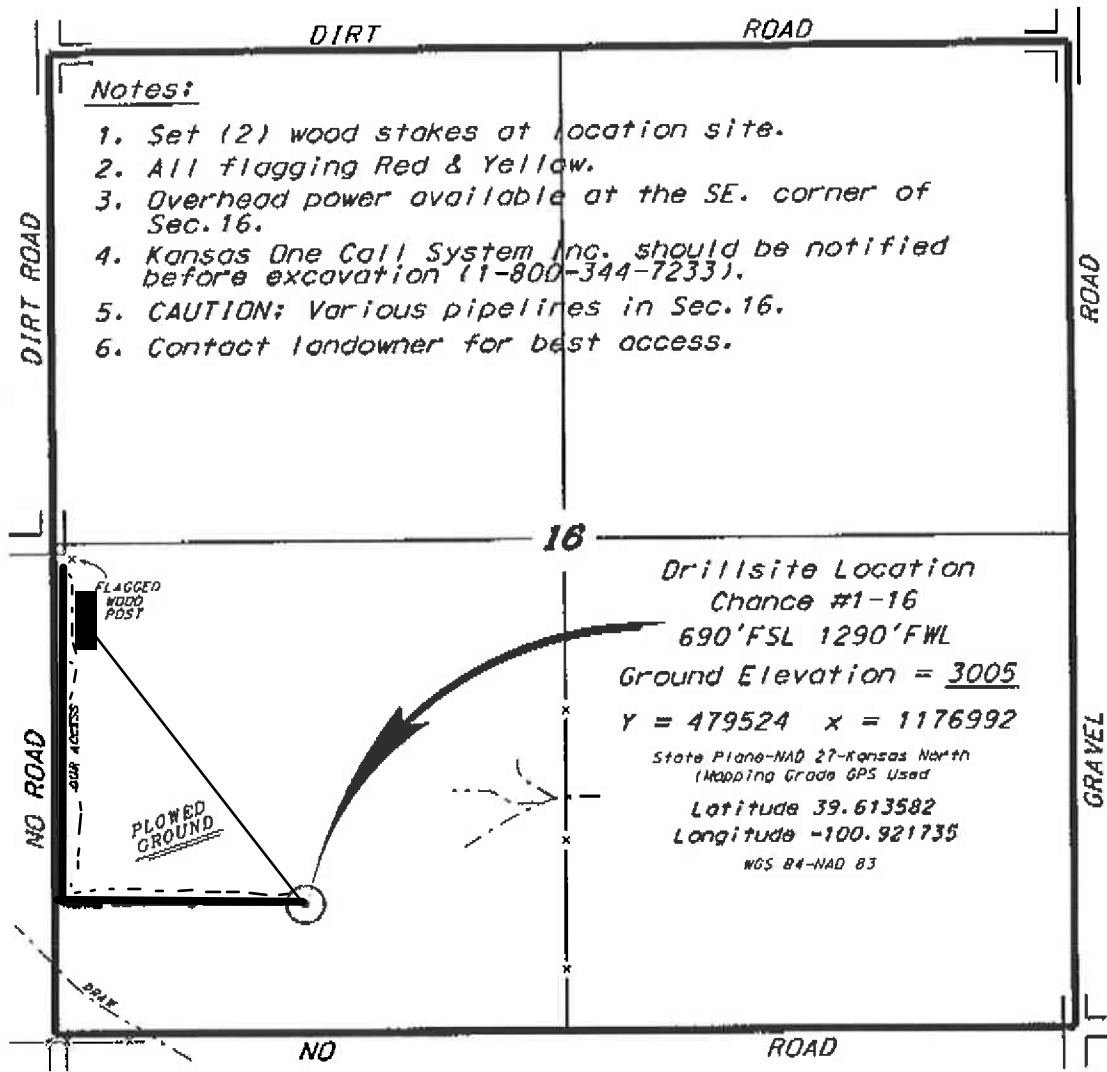 DIRT ROAD
Notes:
1. Set (2) wood stakes at location site.
2. All flagging Red & Yellow.
3. Overhead power available at the SE. corner of
Sec.16.
4. Kansas One Call System Inc. should be notified
before excavation (1-800-344-7233).
5. CAUTION: Various pipelines in Sec.16.
6. Contact landowner for best access.
DIRT ROAD
ROAD
16
FLAGGED
WOOD
POST
Drillsite Location
Chance #1-16
690'FSL 1290'FWL
Ground Elevation = 3005
Y = 479524 x = 1176992
State Plane-NAD 27-Kansas North
(Mapping Grade GPS Used
Latitude 39.613582
Longitude -100.921735
WGS 84-NAD 83
OUR ACCESS
NO ROAD
PLOWED
GROUND
GRAVEL
DRAW
NO ROAD